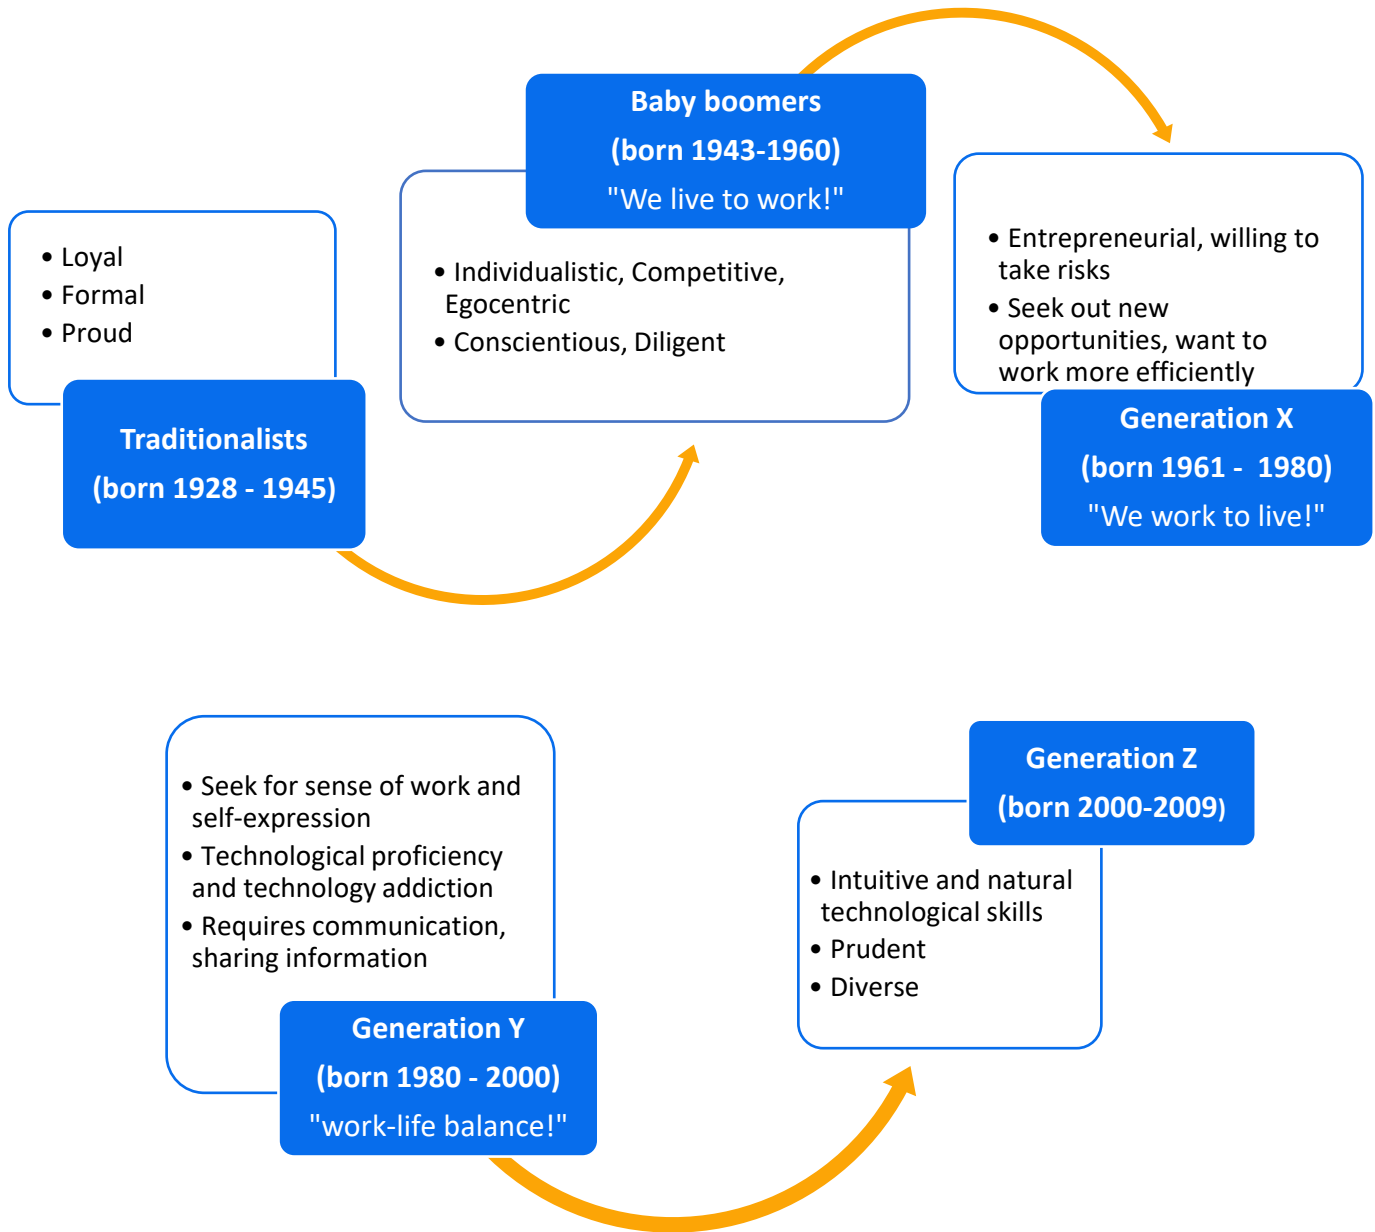 • Loyal
• Formal
• Proud
Traditionalists
(born 1928 - 1945)
Baby boomers
(born 1943-1960)
"We live to work!"
• Individualistic, Competitive,
Egocentric
• Conscientious, Diligent
• Entrepreneurial, willing to
take risks
• Seek out new
opportunities, want to
work more efficiently
Generation X
(born 1961 -  1980)
"We work to live!"
• Seek for sense of work and
self-expression
• Technological proficiency
and technology addiction
• Requires communication,
sharing information
Generation Y
(born 1980 - 2000)
"work-life balance!"
Generation Z
(born 2000-2009)
• Intuitive and natural
technological skills
• Prudent
• Diverse